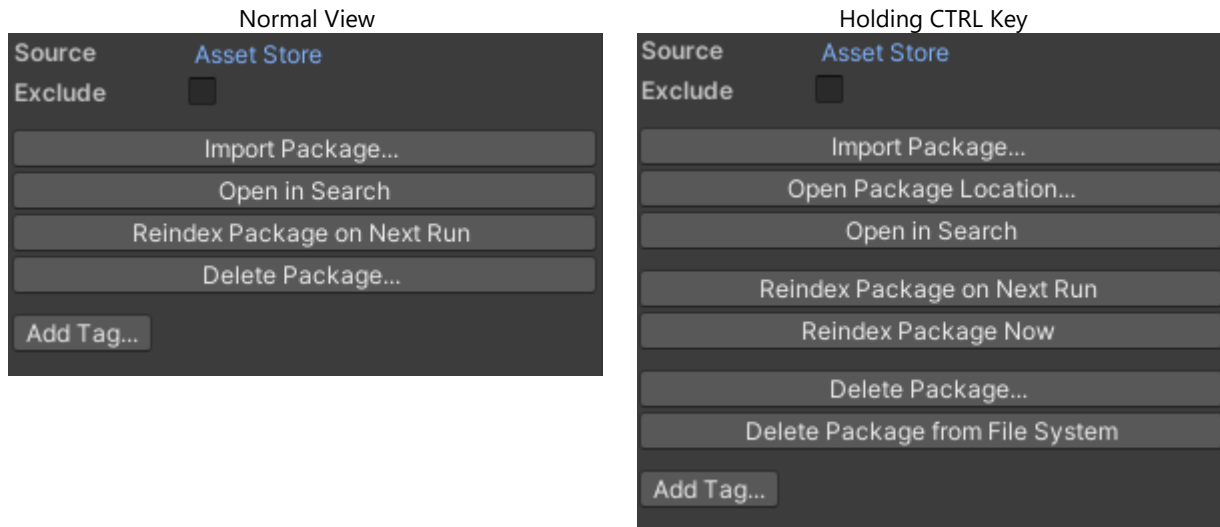 Normal View
Source Asset Store
Exclude
Import Package...
Open in Search
Reindex Package on Next Run
Delete Package...
Add Tag...
Holding CTRL Key
Source Asset Store
Exclude
Import Package...
Open Package Location...
Open in Search
Reindex Package on Next Run
Reindex Package Now
Delete Package...
Delete Package from File System
Add Tag...